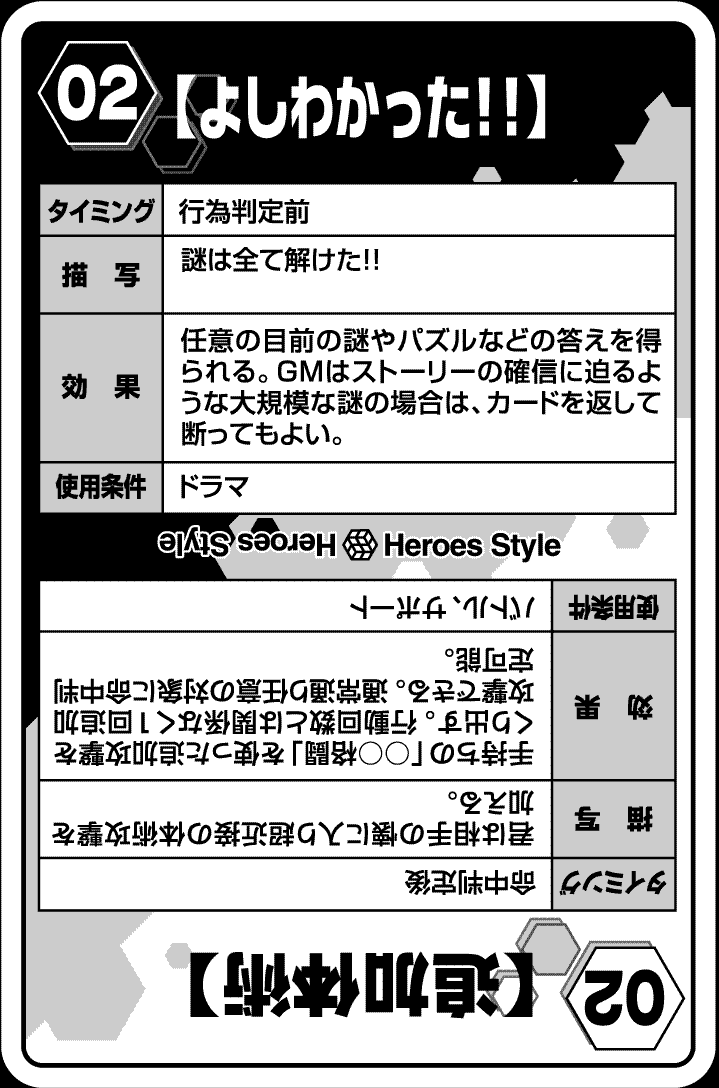 02
【よしわかった!!】
タイミング 行為判定前
描 写 謎は全て解けた!!
効 果 任意の目前の謎やパズルなどの答えを得
られる。GMはストーリーの確信に迫るよ
うな大規模な謎の場合は、カードを返して
断ってもよい。
使用条件 ドラマ
Heroes Style
Heroes Style
02
【追加体術】
タイミング 命中判定後
描 写 君は相手の懐に入り超近接の体術攻撃を
加える。
効 果 手持ちの「○○格闘」を使った追加攻撃を
くり出す。行動回数とは関係なく1回追加
攻撃できる。通常通り任意の対象に命中判
定可能。
使用条件 バトル、サポート